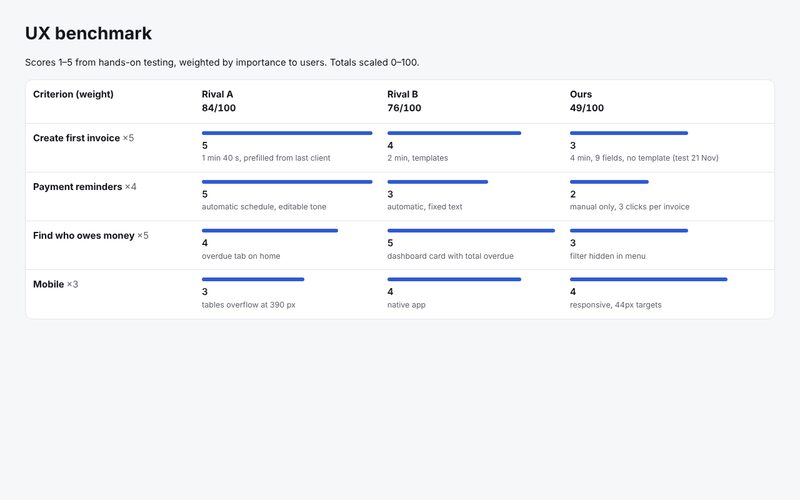 UX benchmark
Scores 1–5 from hands-on testing, weighted by importance to users. Totals scaled 0–100.
Criterion (weight)
Rival A
84/100
Rival B
76/100
Ours
49/100
Create first invoice ×5
5
1 min 40 s, prefilled from last client
4
2 min, templates
3
4 min, 9 fields, no template (test 21 Nov)
Payment reminders ×4
5
automatic schedule, editable tone
3
automatic, fixed text
2
manual only, 3 clicks per invoice
Find who owes money ×5
4
overdue tab on home
5
dashboard card with total overdue
3
filter hidden in menu
Mobile ×3
3
tables overflow at 390 px
4
native app
4
responsive, 44px targets